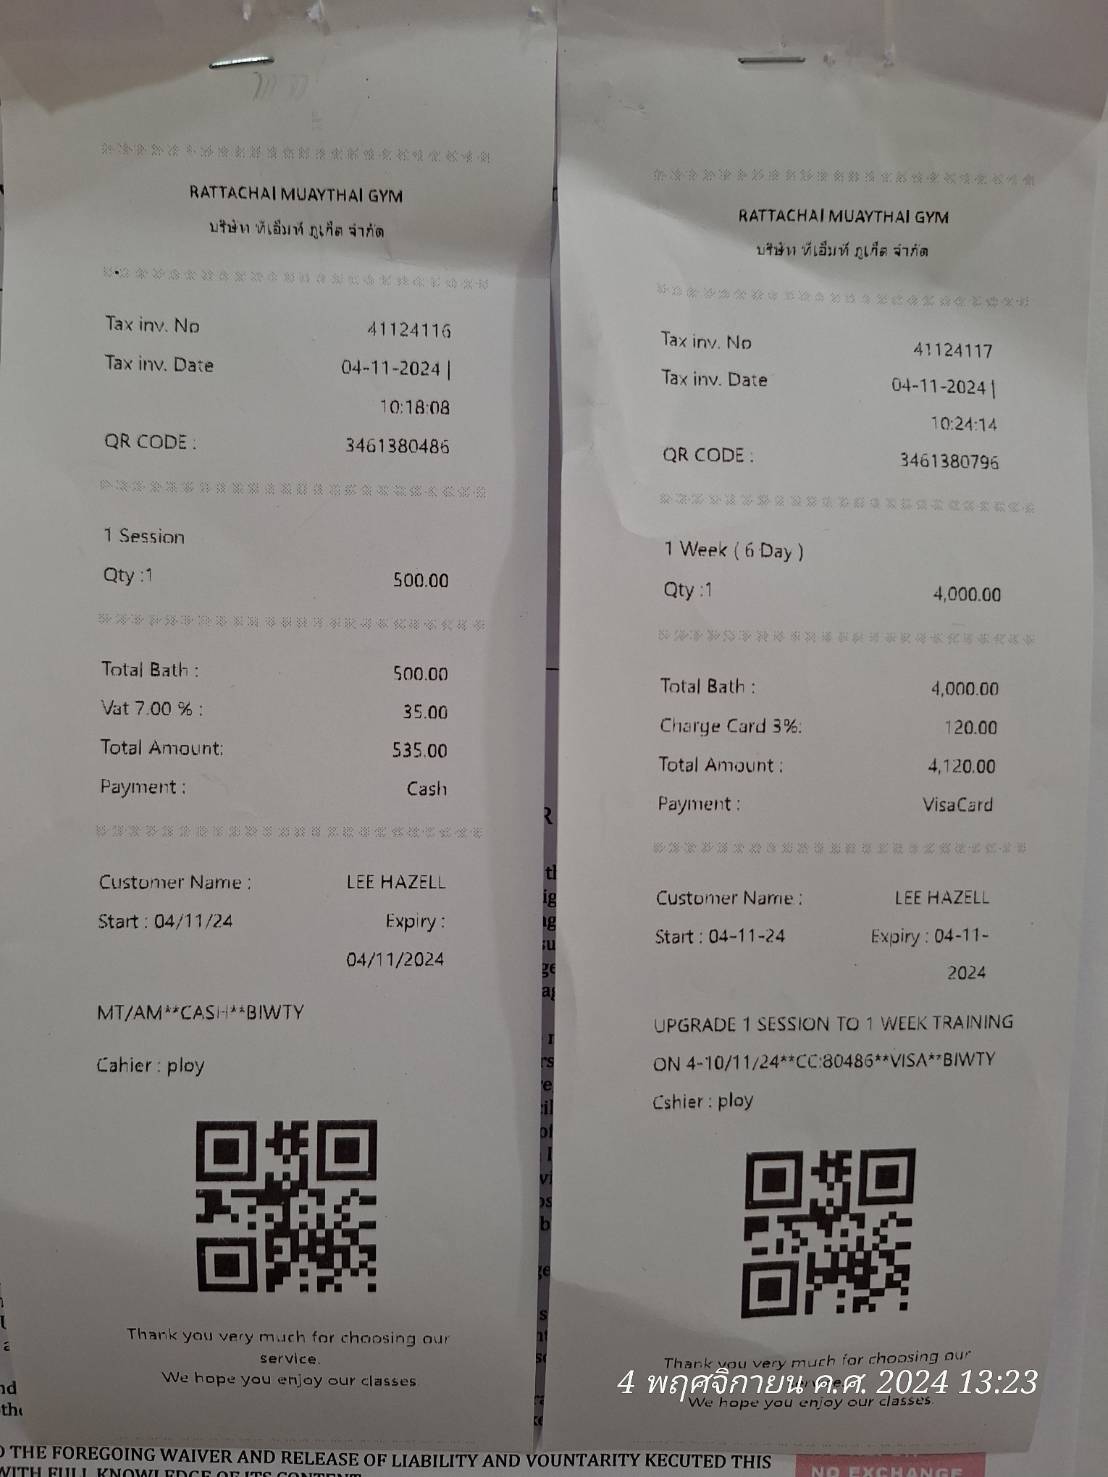 RATTACHAI MUAYTHAI GYM
บริษัท ทีเอ็มที ภูเก็ต จำกัด
Tax inv. No 41124116
Tax inv. Date 04-11-2024 |
10:18:08
QR CODE : 3461380486
1 Session
Qty :1 500.00
Total Bath : 500.00
Vat 7.00 % : 35.00
Total Amount: 535.00
Payment : Cash
Customer Name : LEE HAZELL
Start : 04/11/24 Expiry :
04/11/2024
MT/AM**CASH**BIWTY
Cahier : ploy
Thank you very much for choosing our
service.
We hope you enjoy our classes
RATTACHAI MUAYTHAI GYM
บริษัท ทีเอ็มที ภูเก็ต จำกัด
Tax inv. No 41124117
Tax inv. Date 04-11-2024 |
10:24:14
QR CODE : 3461380796
1 Week ( 6 Day )
Qty :1 4,000.00
Total Bath : 4,000.00
Charge Card 3%: 120.00
Total Amount : 4,120.00
Payment : VisaCard
Customer Name : LEE HAZELL
Start : 04-11-24 Expiry : 04-11-
2024
UPGRADE 1 SESSION TO 1 WEEK TRAINING
ON 4-10/11/24**CC:80486**VISA**BIWTY
Cshier : ploy
Thank you very much for choosing our
We hope you enjoy our classes.
4 พฤศจิกายน ค.ศ. 2024 13:23
THE FOREGOING WAIVER AND RELEASE OF LIABILITY AND VOUNTARITY KECUTED THIS
WITH FULL KNOWLEDGE OF ITS CONTENT
NO EXCHANGE